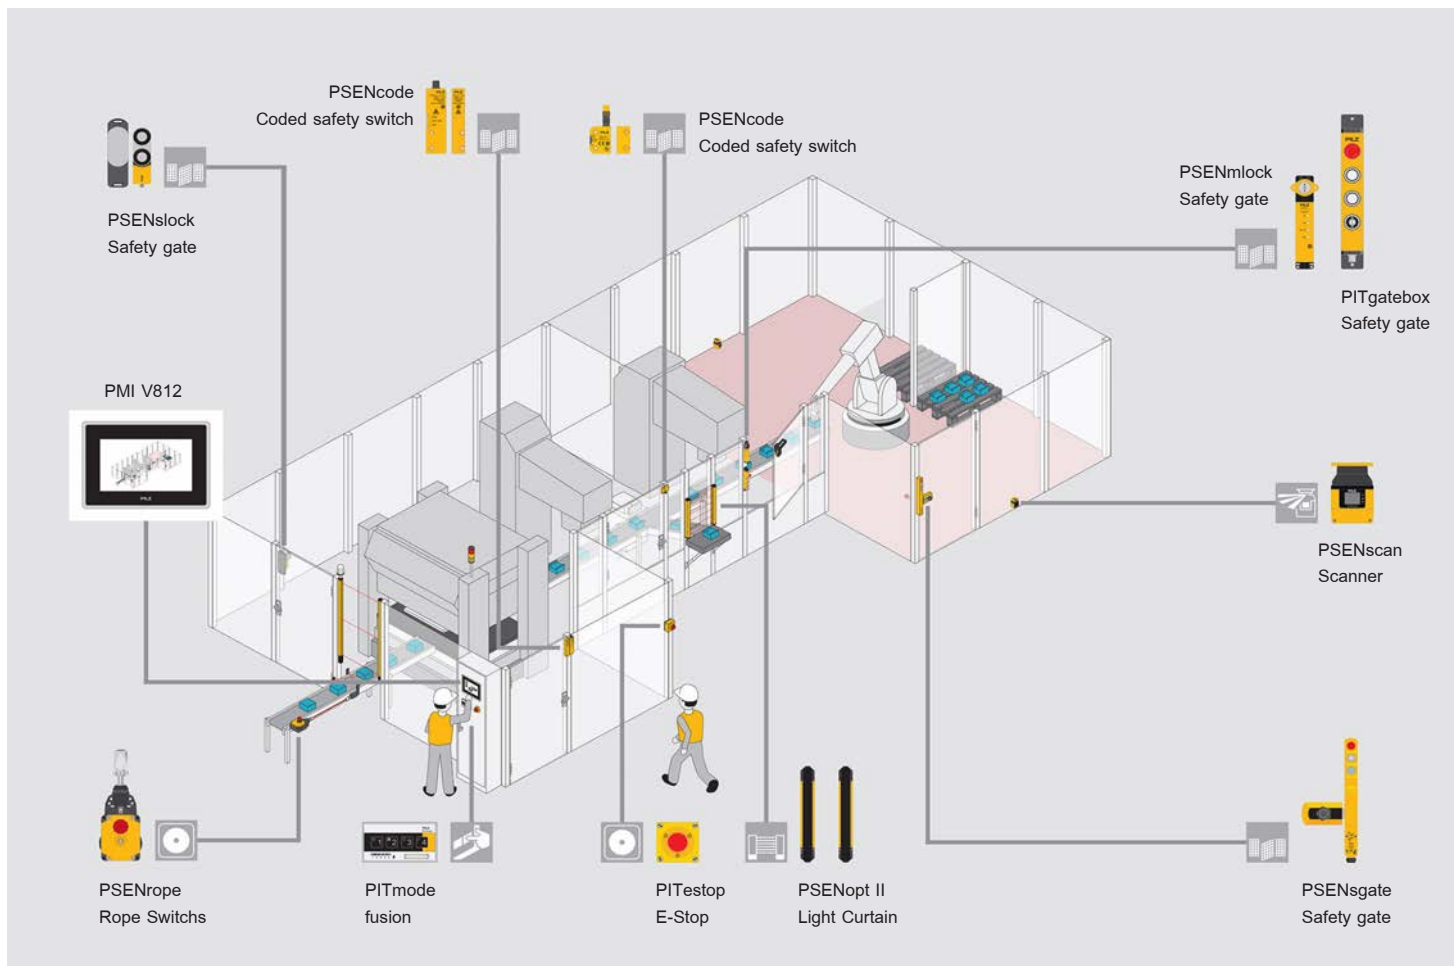 PSENcode
Coded safety switch
PSENcode
Coded safety switch
PSENmlock
Safety gate
PSENslock
Safety gate
PITgatebox
Safety gate
PMI V812
PILZ
PSENscan
Scanner
PSENrope
Rope Switchs
PITmode
fusion
PITestop
E-Stop
PSENopt II
Light Curtain
PSENsgate
Safety gate